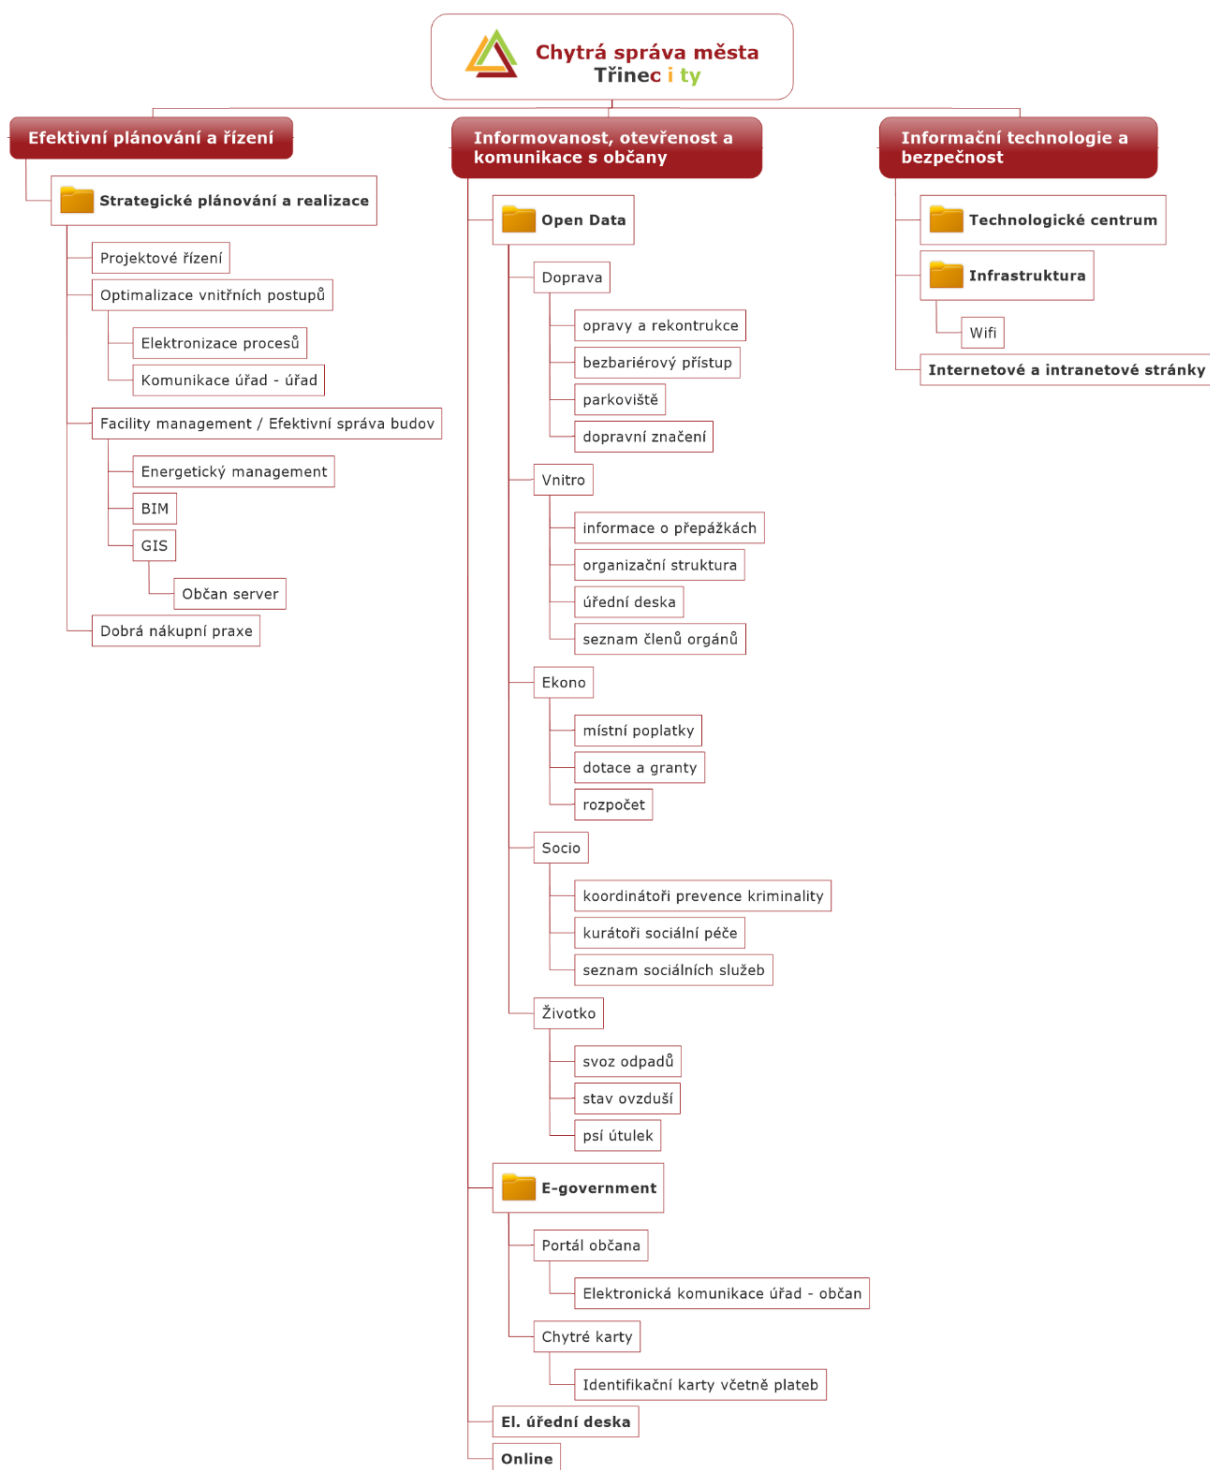 Chytrá správa města
Třinec i ty
Efektivní plánování a řízení
Strategické plánování a realizace
Projektové řízení
Optimalizace vnitřních postupů
Elektronizace procesů
Komunikace úřad - úřad
Facility management / Efektivní správa budov
Energetický management
BIM
GIS
Občan server
Dobrá nákupní praxe
Informovanost, otevřenost a
komunikace s občany
Open Data
Doprava
opravy a rekontrukce
bezbariérový přístup
parkoviště
dopravní značení
Vnitro
informace o přepážkách
organizační struktura
úřední deska
seznam členů orgánů
Ekono
místní poplatky
dotace a granty
rozpočet
Socio
koordinátoři prevence kriminality
kurátoři sociální péče
seznam sociálních služeb
Životko
svoz odpadů
stav ovzduší
psí útulek
E-government
Portál občana
Elektronická komunikace úřad - občan
Chytré karty
Identifikační karty včetně plateb
El. úřední deska
Online
Informační technologie a
bezpečnost
Technologické centrum
Infrastruktura
Wifi
Internetové a intranetové stránky